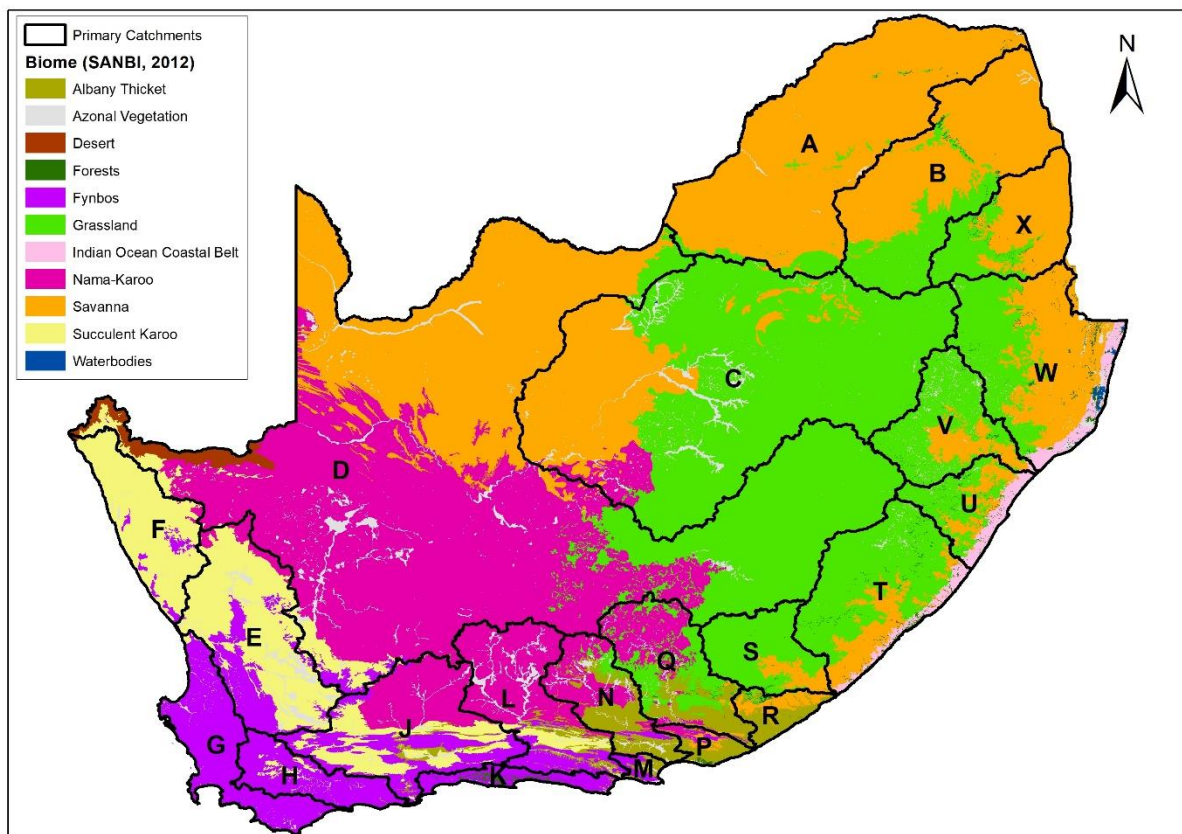 Primary Catchments
Biome (SANBI, 2012)
Albany Thicket
Azonal Vegetation
Desert
Forests
Fynbos
Grassland
Indian Ocean Coastal Belt
Nama-Karoo
Savanna
Succulent Karoo
Waterbodies
N
A
B
X
C
W
V
D
U
F
T
E
S
Q
L
N
R
J
G
P
M
H
K